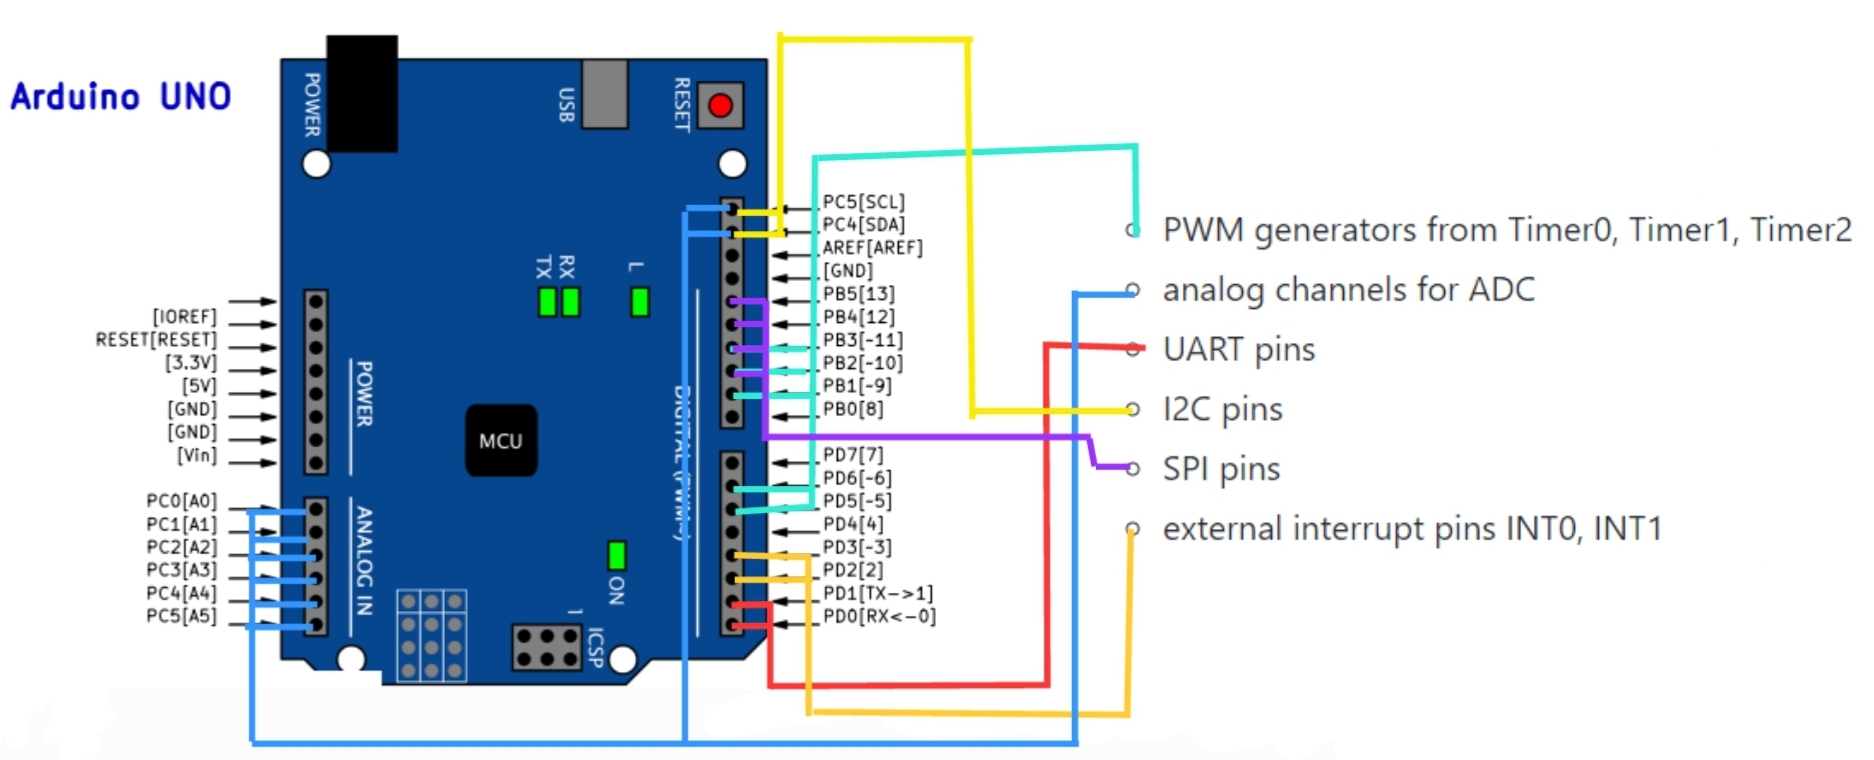 Arduino UNO
POWER
USB
RESET
TX
RX
L
PC5[SCL]
PC4[SDA]
AREF[AREF]
[GND]
PB5[13]
PB4[12]
PB3[~11]
PB2[~10]
PB1[~9]
PB0[8]
PD7[7]
PD6[~6]
PD5[~5]
PD4[4]
PD3[~3]
PD2[2]
PD1[TX->1]
PD0[RX<-0]
[IOREF]
RESET[RESET]
[3.3V]
[5V]
[GND]
[GND]
[Vin]
PC0[A0]
PC1[A1]
PC2[A2]
PC3[A3]
PC4[A4]
PC5[A5]
POWER
ANALOG IN
MCU
DIGITAL (PWM~)
ON
1
ICSP
PWM generators from Timer0, Timer1, Timer2
analog channels for ADC
UART pins
I2C pins
SPI pins
external interrupt pins INT0, INT1